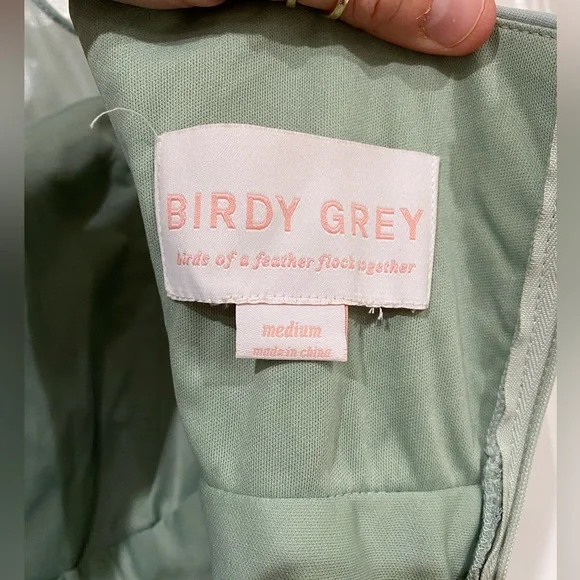 BIRDY GREY
birds of a feather flock together
medium
made in china